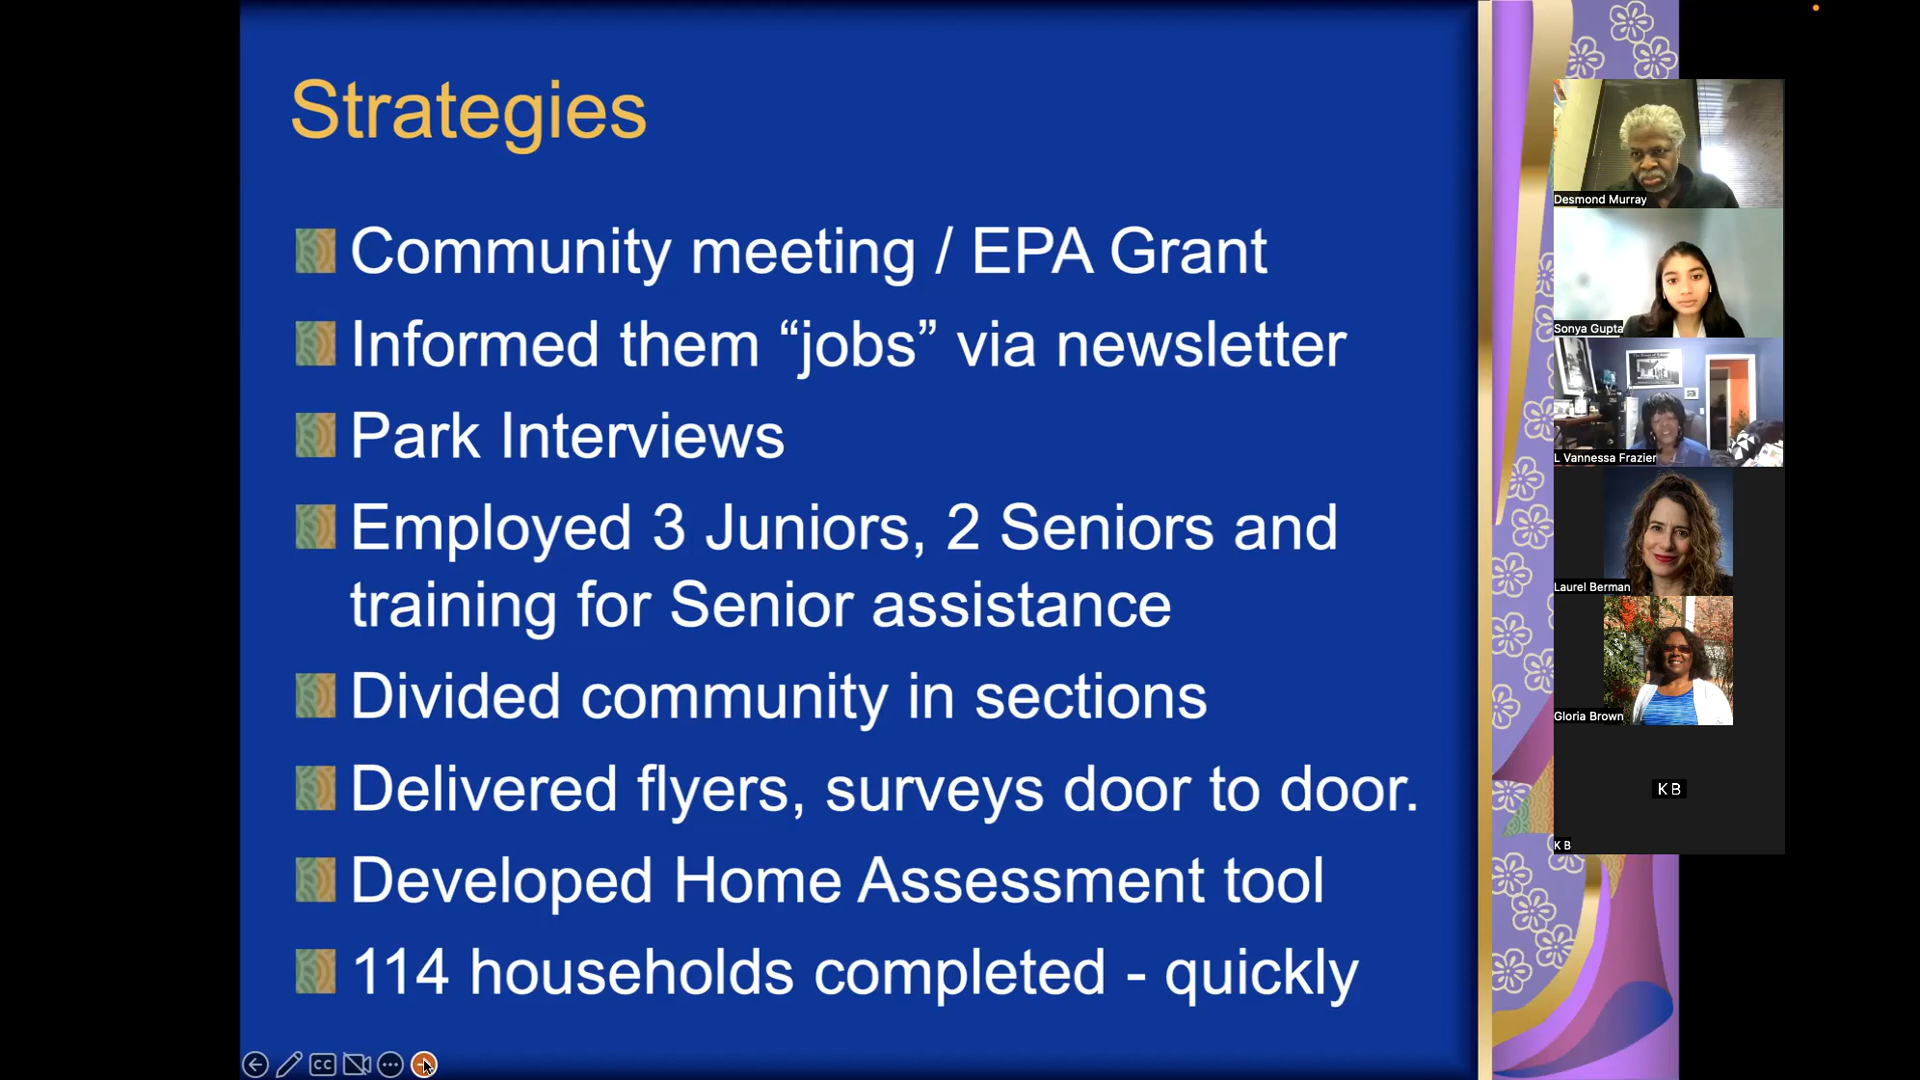 Strategies
Community meeting / EPA Grant
Informed them “jobs” via newsletter
Park Interviews
Employed 3 Juniors, 2 Seniors and
training for Senior assistance
Divided community in sections
Delivered flyers, surveys door to door.
Developed Home Assessment tool
114 households completed - quickly
CC
Desmond Murray
Sonya Gupta
L Vannessa Frazier
Laurel Berman
Gloria Brown
K B
K B